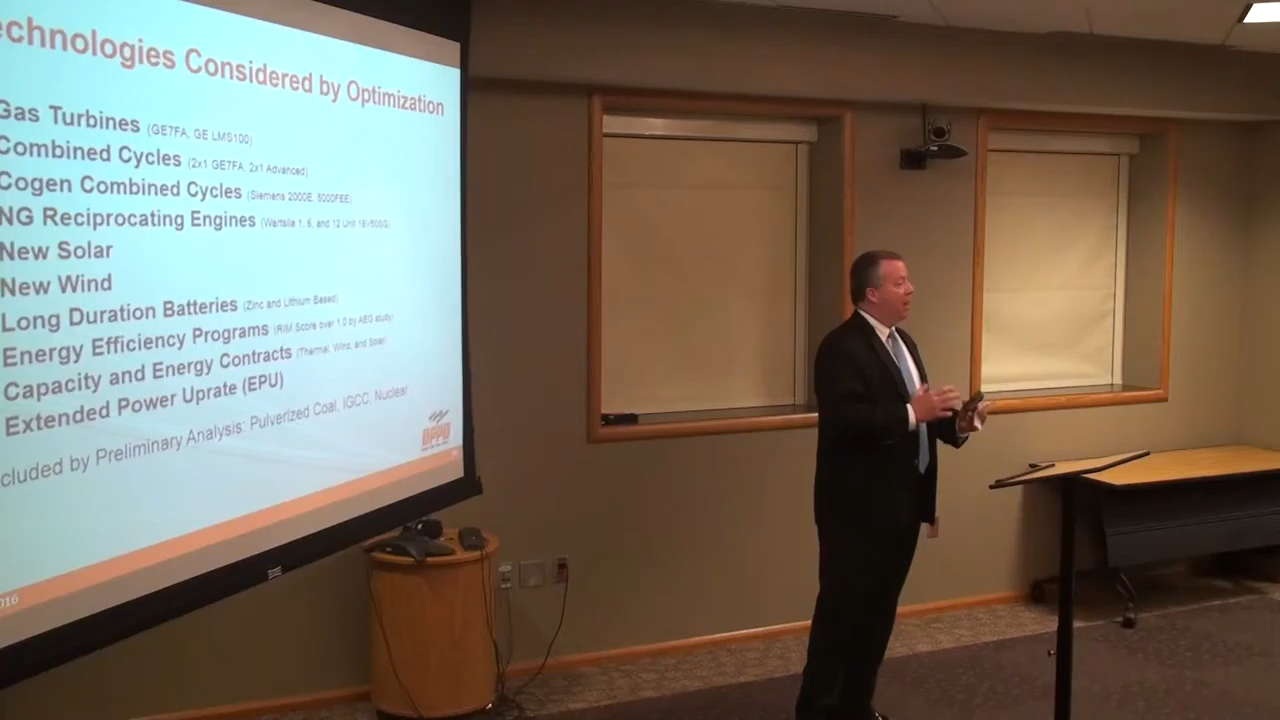 echnologies Considered by Optimization
Gas Turbines (GE7FA, GE LMS100)
Combined Cycles (2x1 GE7FA, 2x1 Advanced)
Cogen Combined Cycles (Siemens 2000E, 5000FEE)
NG Reciprocating Engines (Wartsila 1, 6, and 12 Unit 18V50SG)
New Solar
New Wind
Long Duration Batteries (Zinc and Lithium Based)
Energy Efficiency Programs (RIM Score over 1.0 by AEG study)
Capacity and Energy Contracts (Thermal, Wind, and Solar)
Extended Power Uprate (EPU)
cluded by Preliminary Analysis: Pulverized Coal, IGCC, Nuclear
OPPD
016